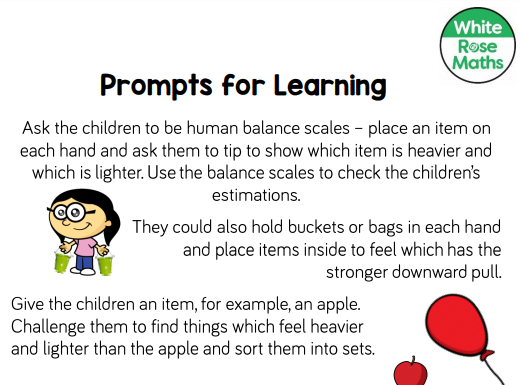 White
Rose
Maths
Prompts for Learning
Ask the children to be human balance scales – place an item on
each hand and ask them to tip to show which item is heavier and
which is lighter. Use the balance scales to check the children's
estimations.
They could also hold buckets or bags in each hand
and place items inside to feel which has the
stronger downward pull.
Give the children an item, for example, an apple.
Challenge them to find things which feel heavier
and lighter than the apple and sort them into sets.